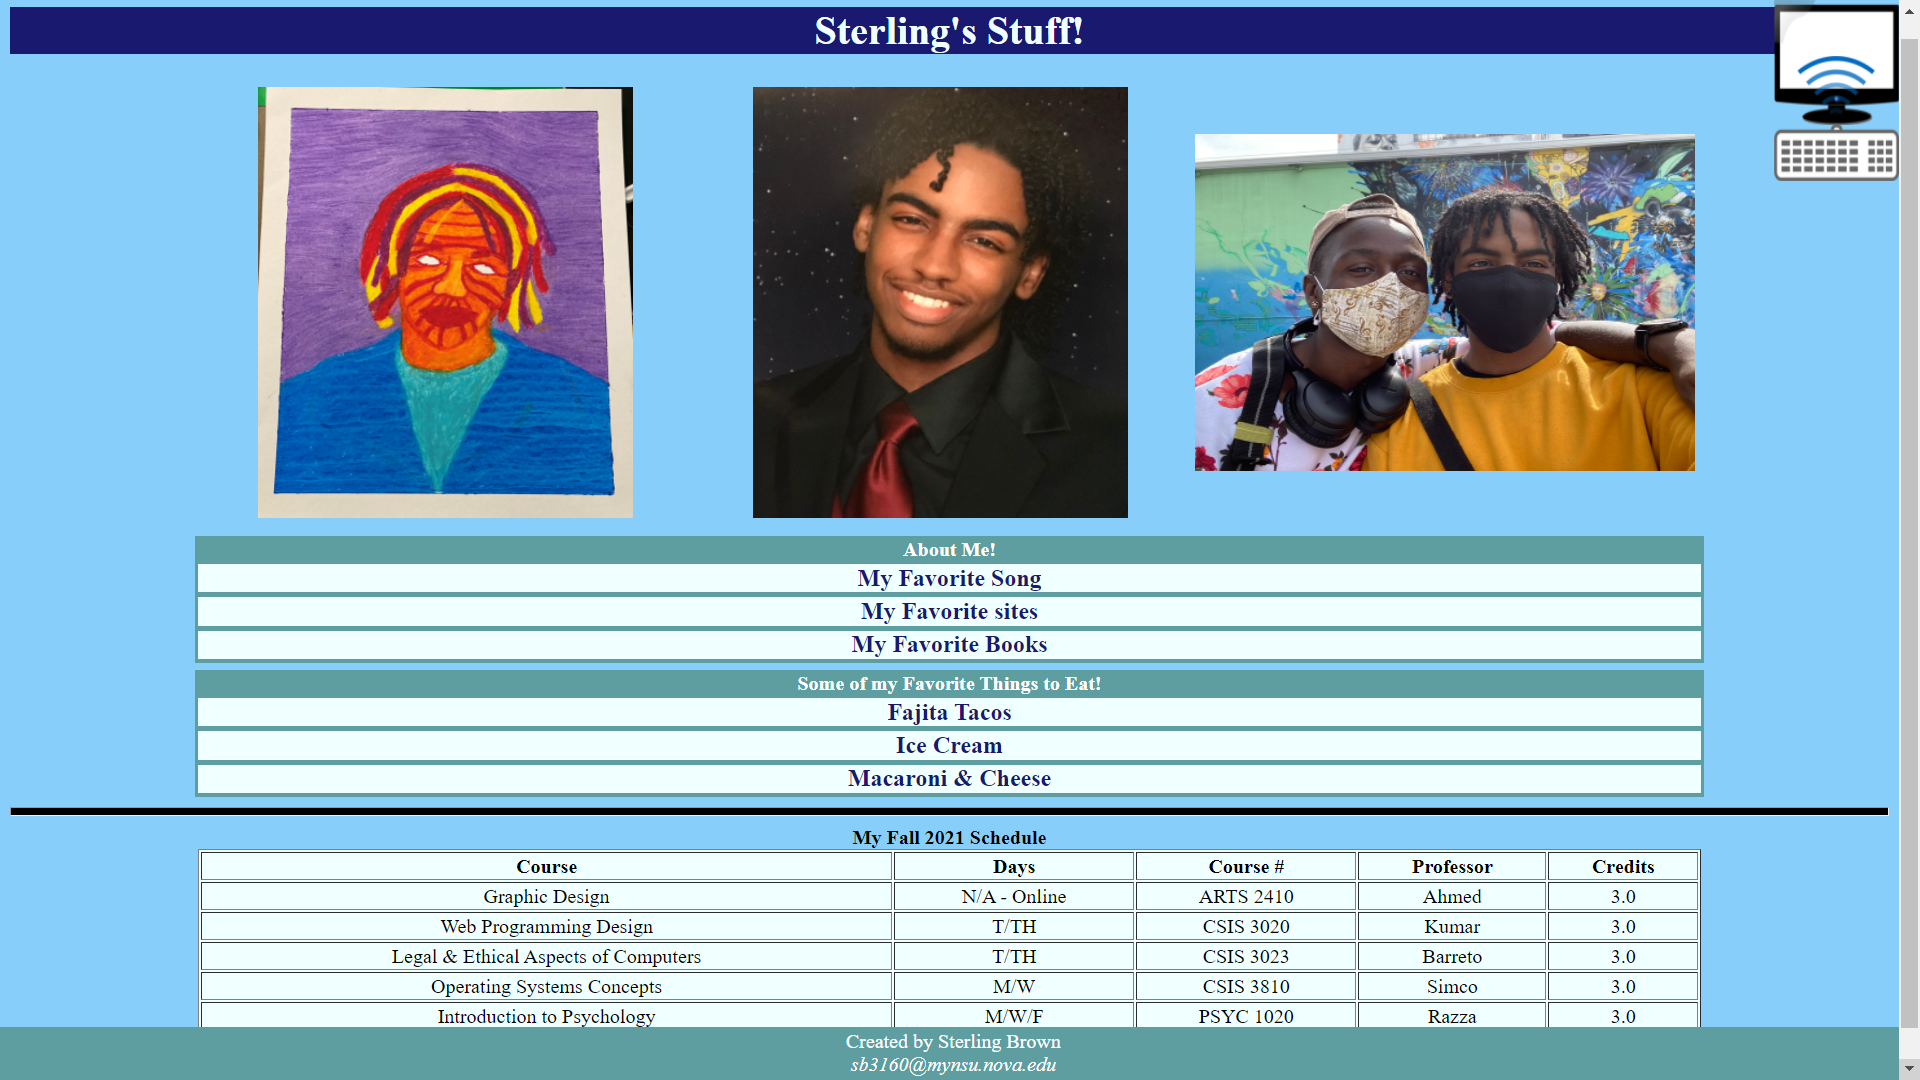 Sterling's Stuff!
About Me!
My Favorite Song
My Favorite sites
My Favorite Books
Some of my Favorite Things to Eat!
Fajita Tacos
Ice Cream
Macaroni & Cheese
My Fall 2021 Schedule
Course Days Course # Professor Credits
Graphic Design N/A - Online ARTS 2410 Ahmed 3.0
Web Programming Design T/TH CSIS 3020 Kumar 3.0
Legal & Ethical Aspects of Computers T/TH CSIS 3023 Barreto 3.0
Operating Systems Concepts M/W CSIS 3810 Simco 3.0
Introduction to Psychology M/W/F PSYC 1020 Razza 3.0
Created by Sterling Brown
sb3160@mynsu.nova.edu